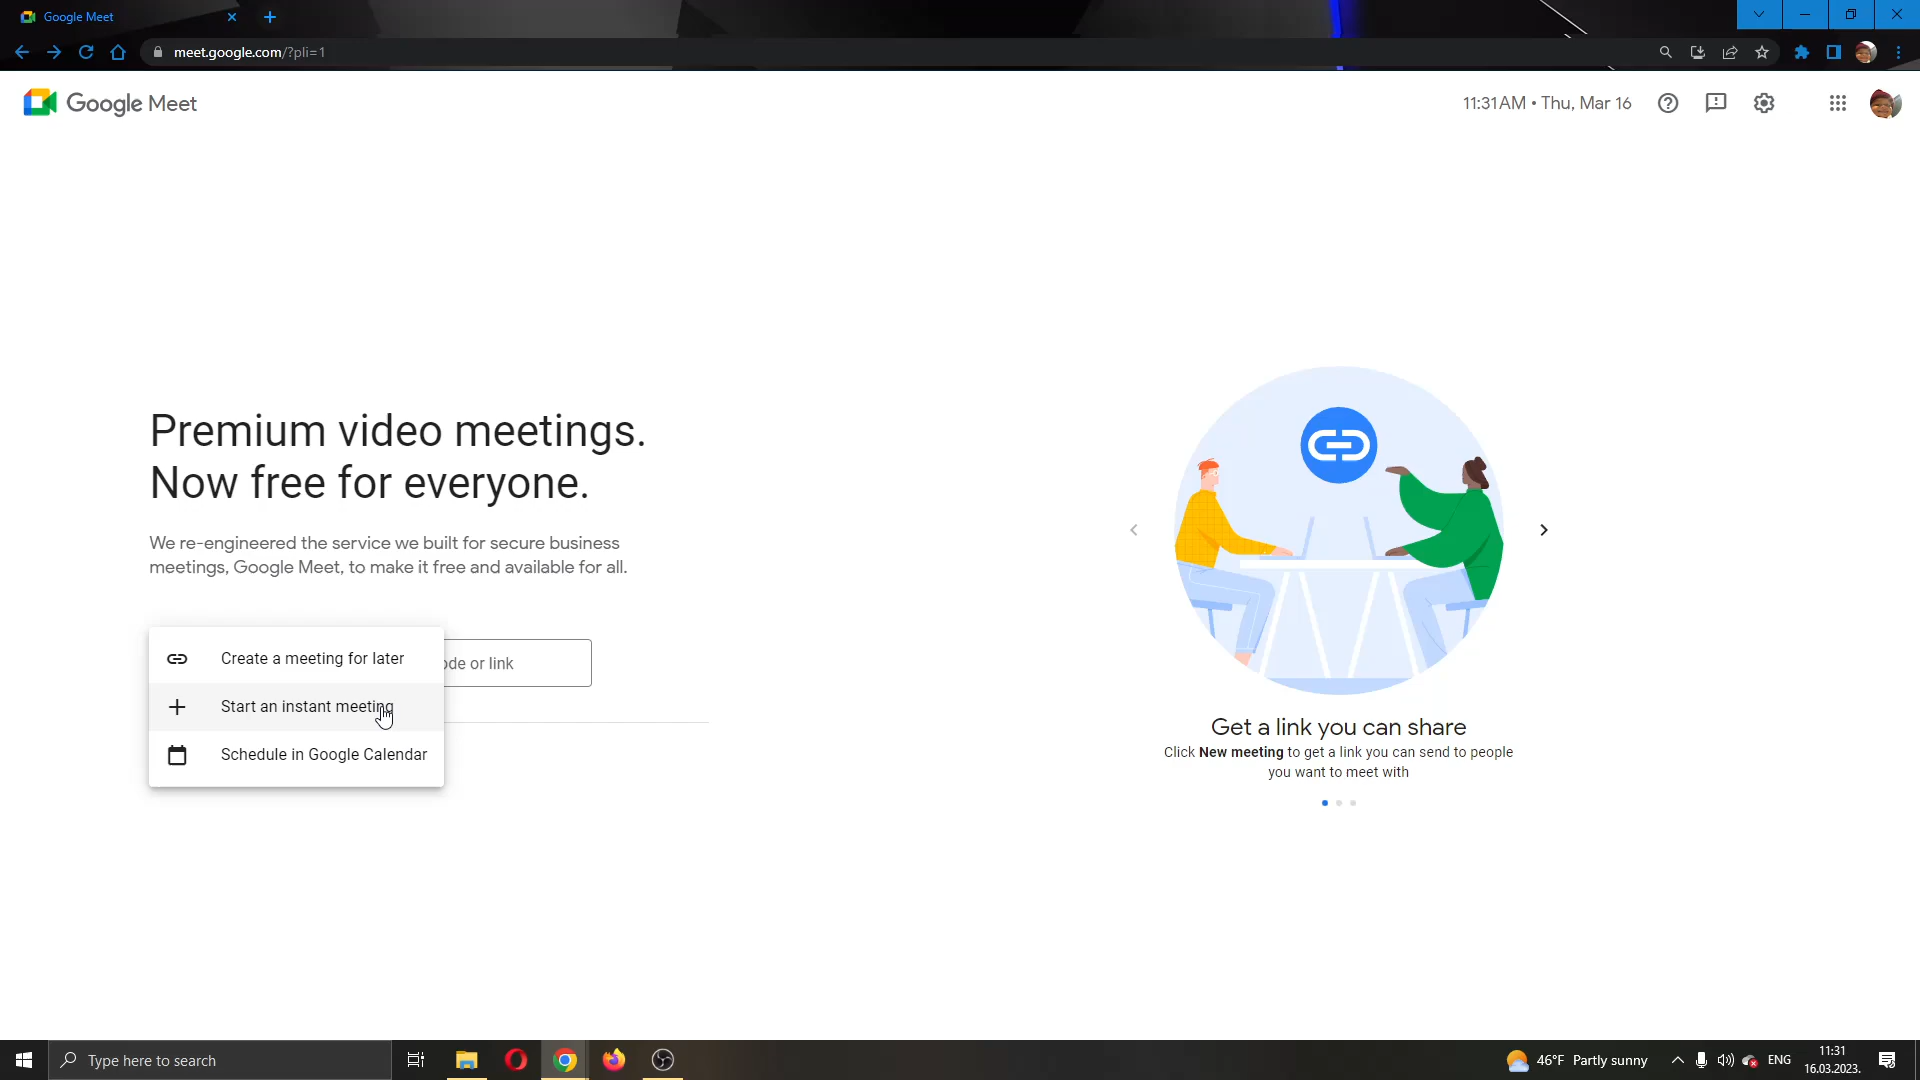 Google Meet
meet.google.com/?pli=1
Google Meet
11:31 AM • Thu, Mar 16
Premium video meetings.
Now free for everyone.
We re-engineered the service we built for secure business
meetings, Google Meet, to make it free and available for all.
Create a meeting for later
ode or link
Start an instant meeting
Schedule in Google Calendar
Get a link you can share
Click New meeting to get a link you can send to people
you want to meet with
Type here to search
46°F Partly sunny
ENG
11:31
16.03.2023.